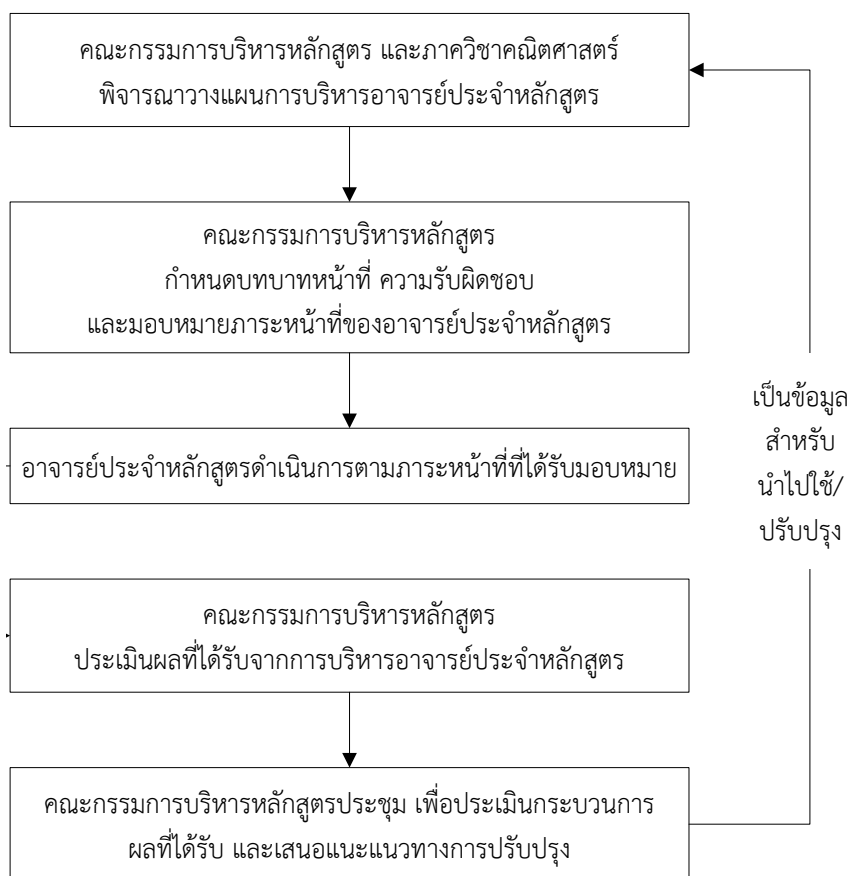 คณะกรรมการบริหารหลักสูตร และภาควิชาคณิตศาสตร์
พิจารณาวางแผนการบริหารอาจารย์ประจำหลักสูตร
คณะกรรมการบริหารหลักสูตร
กำหนดบทบาทหน้าที่ ความรับผิดชอบ
และมอบหมายภาระหน้าที่ของอาจารย์ประจำหลักสูตร
อาจารย์ประจำหลักสูตรดำเนินการตามภาระหน้าที่ที่ได้รับมอบหมาย
คณะกรรมการบริหารหลักสูตร
ประเมินผลที่ได้รับจากการบริหารอาจารย์ประจำหลักสูตร
คณะกรรมการบริหารหลักสูตรประชุม เพื่อประเมินกระบวนการ
ผลที่ได้รับ และเสนอแนะแนวทางการปรับปรุง
เป็นข้อมูล
สำหรับ
นำไปใช้/
ปรับปรุง